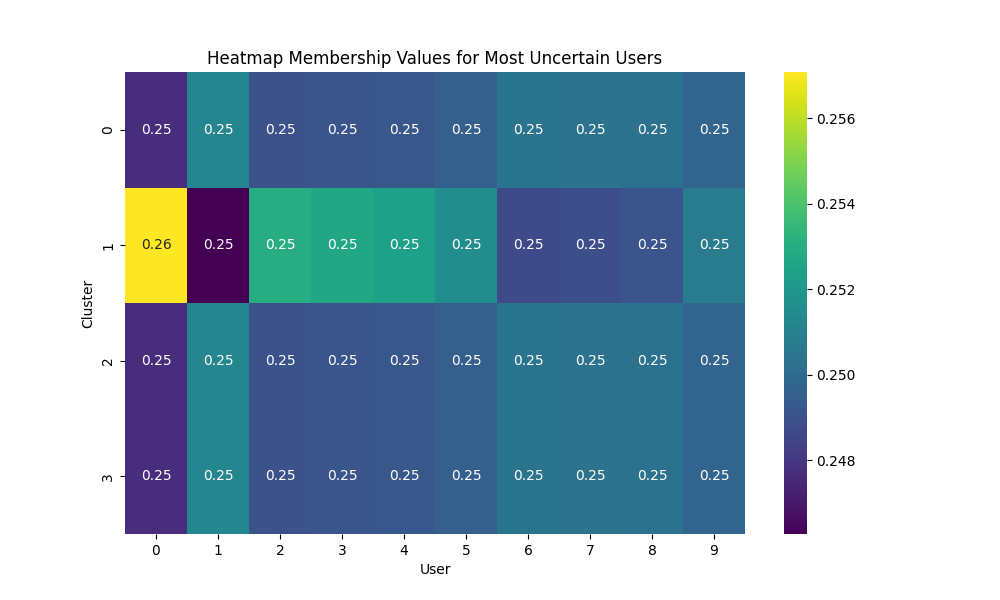 Heatmap Membership Values for Most Uncertain Users
0 0.25 0.25 0.25 0.25 0.25 0.25 0.25 0.25 0.25 0.25
1 0.26 0.25 0.25 0.25 0.25 0.25 0.25 0.25 0.25 0.25
2 0.25 0.25 0.25 0.25 0.25 0.25 0.25 0.25 0.25 0.25
3 0.25 0.25 0.25 0.25 0.25 0.25 0.25 0.25 0.25 0.25
0 1 2 3 4 5 6 7 8 9
User
Cluster
0.256
0.254
0.252
0.250
0.248